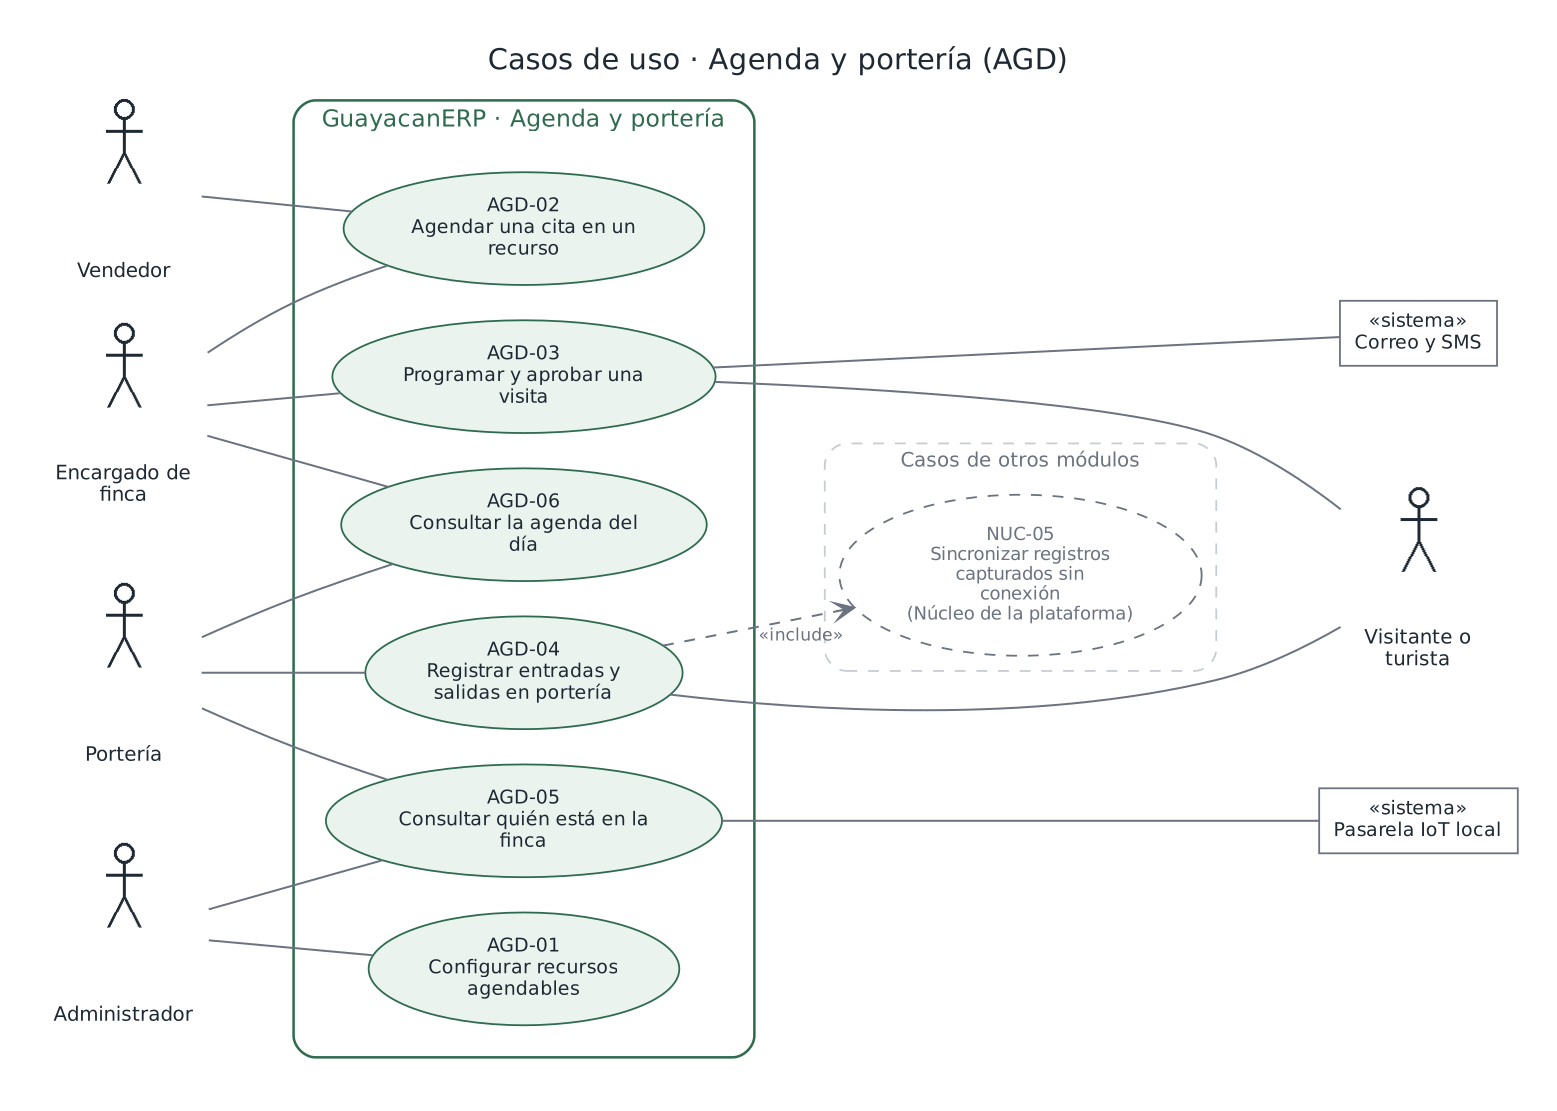 Casos de uso · Agenda y portería (AGD)
GuayacanERP · Agenda y portería
Vendedor
Encargado de
finca
Portería
Administrador
AGD-02
Agendar una cita en un
recurso
AGD-03
Programar y aprobar una
visita
AGD-06
Consultar la agenda del
día
AGD-04
Registrar entradas y
salidas en portería
AGD-05
Consultar quién está en la
finca
AGD-01
Configurar recursos
agendables
«include»
Casos de otros módulos
NUC-05
Sincronizar registros
capturados sin
conexión
(Núcleo de la plataforma)
«sistema»
Correo y SMS
Visitante o
turista
«sistema»
Pasarela IoT local